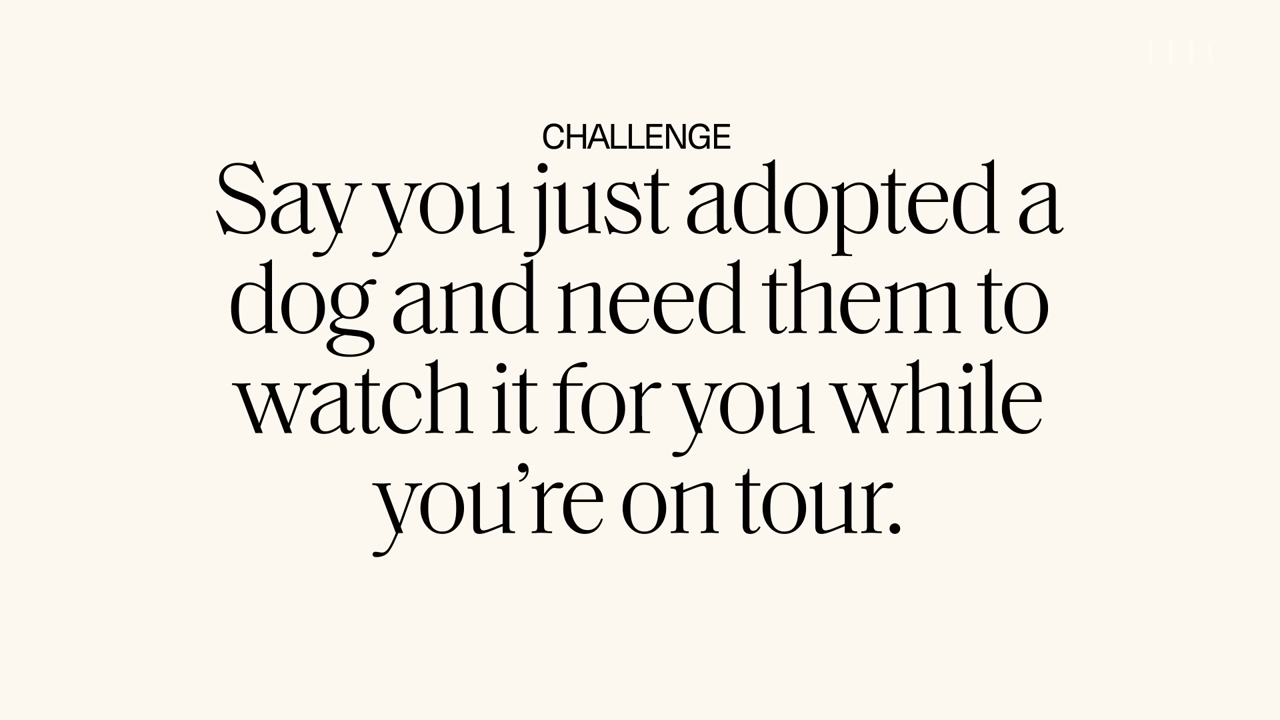 CHALLENGE
Say you just adopted a
dog and need them to
watch it for you while
you’re on tour.